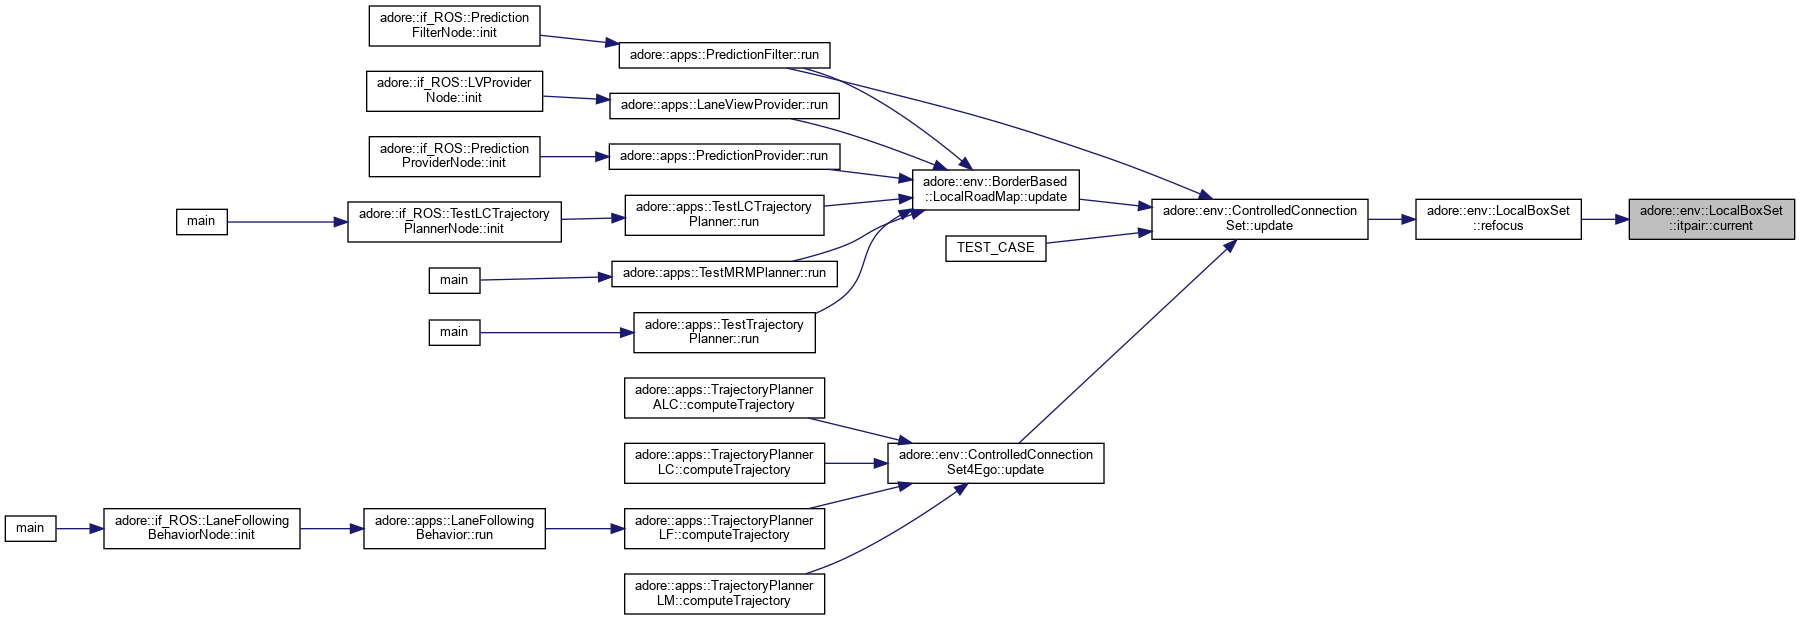 adore::if_ROS::Prediction
FilterNode::init
adore::apps::PredictionFilter::run
adore::if_ROS::LVProvider
Node::init
adore::apps::LaneViewProvider::run
adore::if_ROS::Prediction
ProviderNode::init
adore::apps::PredictionProvider::run
adore::env::BorderBased
::LocalRoadMap::update
main
adore::if_ROS::TestLCTrajectory
PlannerNode::init
adore::apps::TestLCTrajectory
Planner::run
adore::env::ControlledConnection
Set::update
adore::env::LocalBoxSet
::refocus
adore::env::LocalBoxSet
::itpair::current
TEST_CASE
main
adore::apps::TestMRMPlanner::run
main
adore::apps::TestTrajectory
Planner::run
adore::apps::TrajectoryPlanner
ALC::computeTrajectory
adore::apps::TrajectoryPlanner
LC::computeTrajectory
adore::env::ControlledConnection
Set4Ego::update
main
adore::if_ROS::LaneFollowing
BehaviorNode::init
adore::apps::LaneFollowing
Behavior::run
adore::apps::TrajectoryPlanner
LF::computeTrajectory
adore::apps::TrajectoryPlanner
LM::computeTrajectory